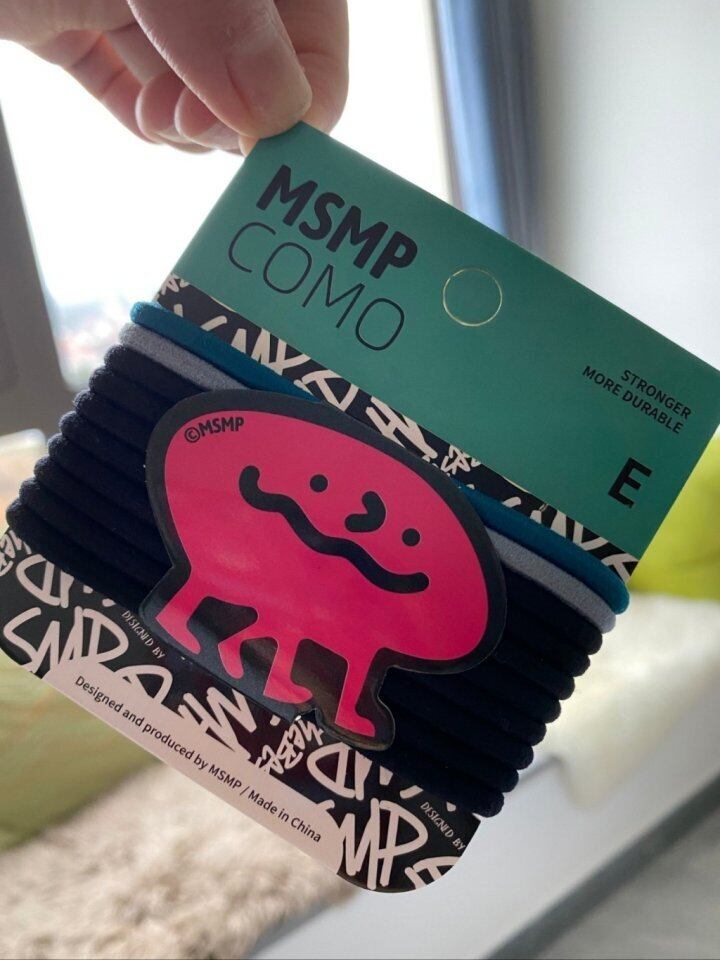 MSMP
COMO
STRONGER
MORE DURABLE
E
©MSMP
DESIGNED BY
Designed and produced by MSMP / Made in China
DESIGNED BY